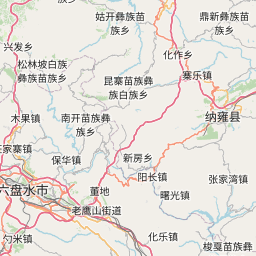 姑开彝族苗
族乡
鼎新彝族苗
族乡
兴发乡
化作乡
松林坡白族
彝族苗族乡
昆寨苗族彝
族白族乡
寨乐镇
木果镇
南开苗族彝
族乡
纳雍县
保华镇
新房乡
六盘水市
董地
阳长镇
张家湾镇
曙光镇
老鹰山街道
勺米镇
化乐镇
梭戛苗族彝